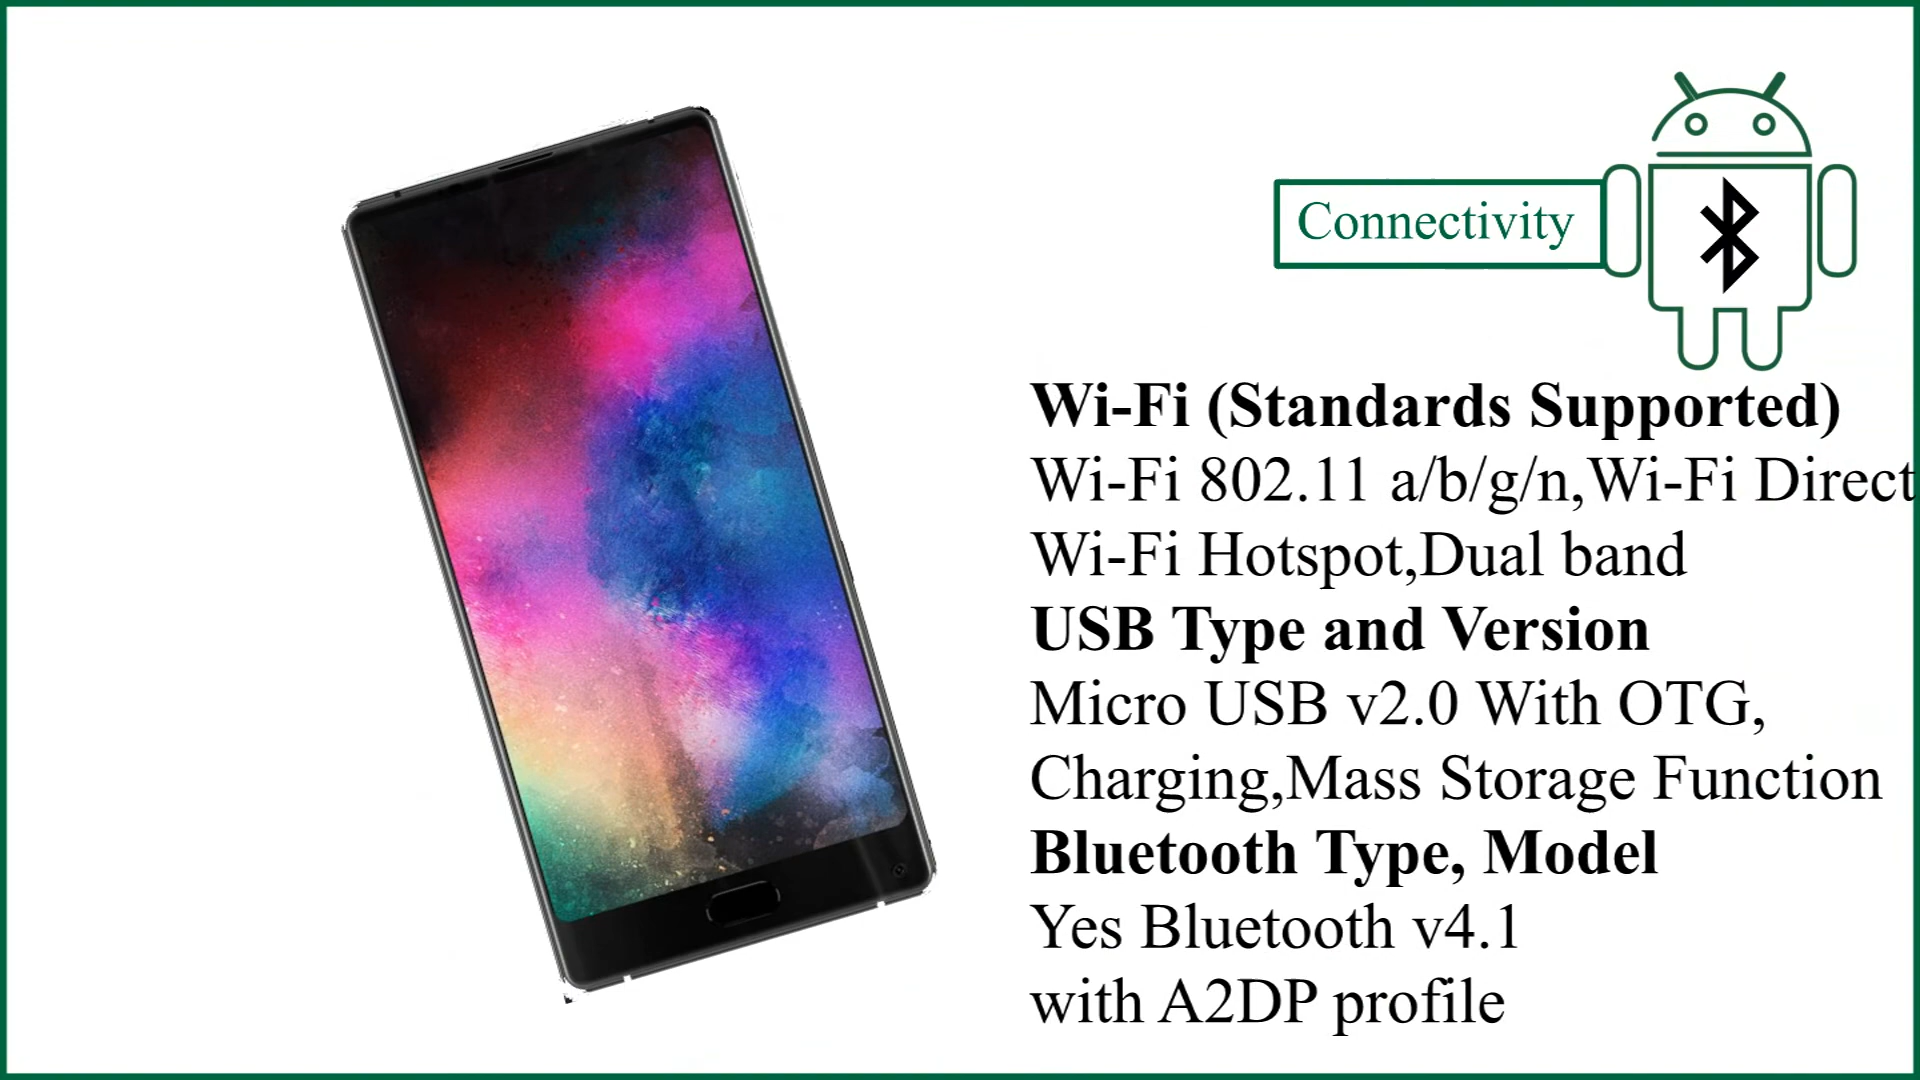 Connectivity
Wi-Fi (Standards Supported)
Wi-Fi 802.11 a/b/g/n,Wi-Fi Direct
Wi-Fi Hotspot,Dual band
USB Type and Version
Micro USB v2.0 With OTG,
Charging,Mass Storage Function
Bluetooth Type, Model
Yes Bluetooth v4.1
with A2DP profile